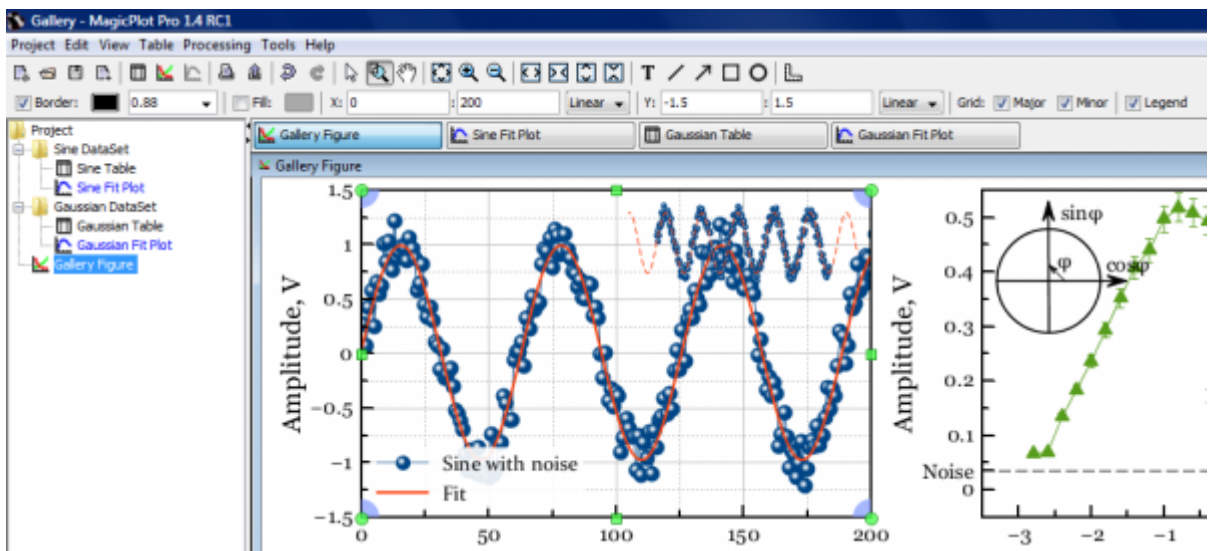 Gallery - MagicPlot Pro 1.4 RC1
Project Edit View Table Processing Tools Help
T
Border: 0.88 Fill: X: 0 : 200 Linear Y: -1.5 : 1.5 Linear Grid: Major Minor Legend
Project
Sine DataSet
Sine Table
Sine Fit Plot
Gaussian DataSet
Gaussian Table
Gaussian Fit Plot
Gallery Figure
Gallery Figure Sine Fit Plot Gaussian Table Gaussian Fit Plot
Gallery Figure
Amplitude, V
1.5
1
0.5
0
−0.5
−1
−1.5
0 50 100 150 200
Sine with noise
Fit
Amplitude, V
0.5
0.4
0.3
0.2
0.1
Noise
0
−3 −2 −1
sinφ
φ
cosφ